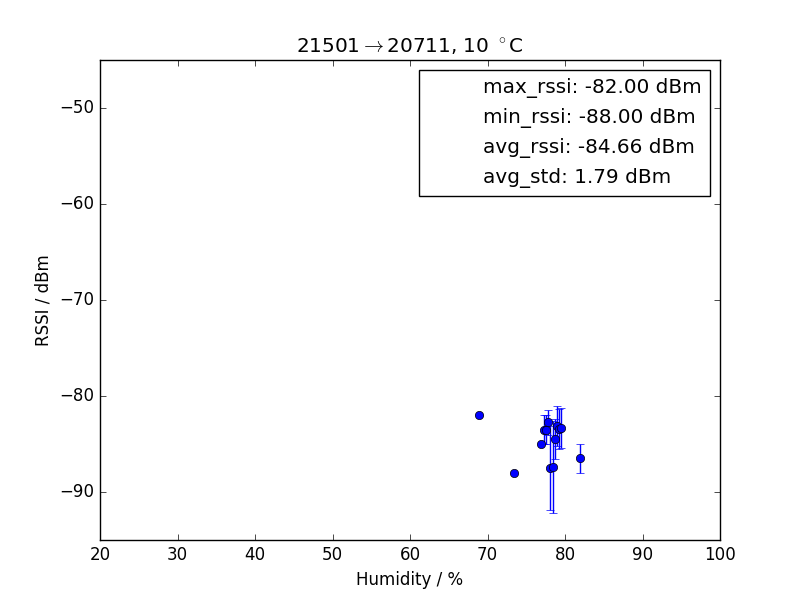 21501→20711, 10 °C
max_rssi: -82.00 dBm
min_rssi: -88.00 dBm
avg_rssi: -84.66 dBm
avg_std: 1.79 dBm
RSSI / dBm
−50
−60
−70
−80
−90
20 30 40 50 60 70 80 90 100
Humidity / %